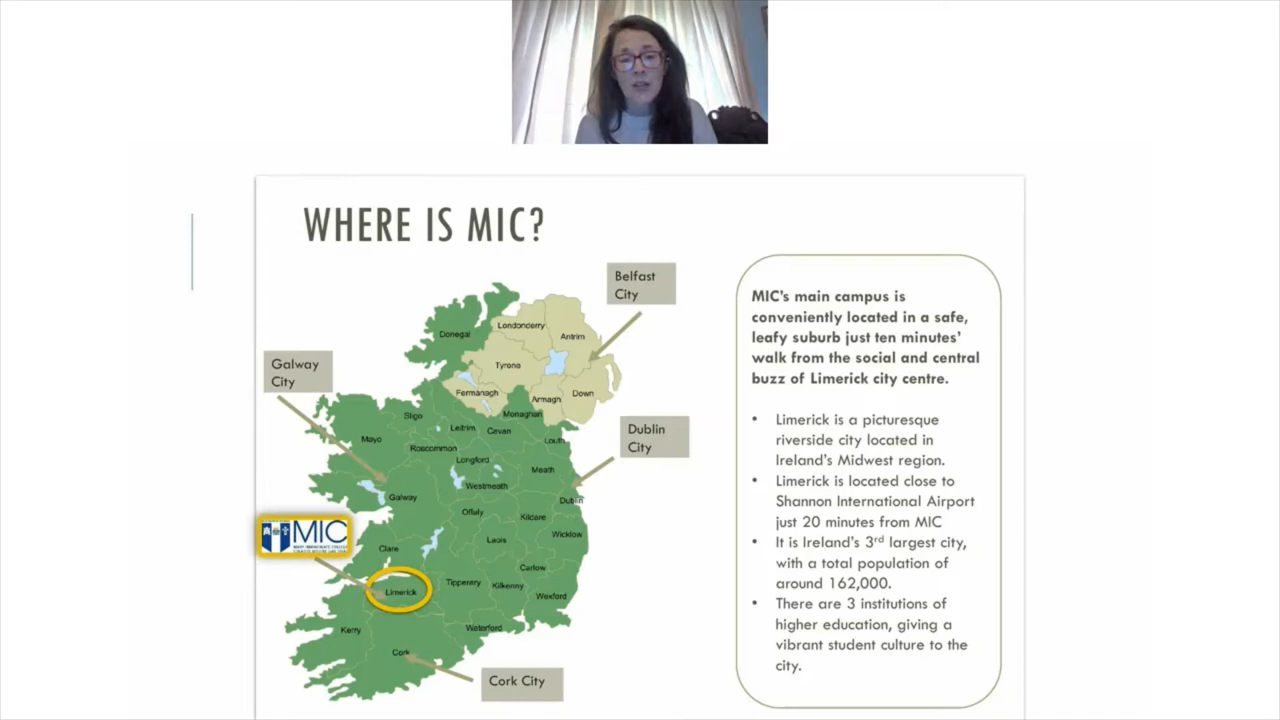 WHERE IS MIC?
Belfast
City
Galway
City
Dublin
City
MIC
Cork City
Donegal
Londonderry
Antrim
Tyrone
Fermanagh
Armagh
Down
Monaghan
Sligo
Leitrim
Cavan
Louth
Mayo
Roscommon
Longford
Meath
Westmeath
Galway
Dublin
Offaly
Kildare
Wicklow
Laois
Clare
Carlow
Tipperary
Kilkenny
Limerick
Wexford
Kerry
Waterford
Cork
MIC's main campus is
conveniently located in a safe,
leafy suburb just ten minutes'
walk from the social and central
buzz of Limerick city centre.
• Limerick is a picturesque
riverside city located in
Ireland's Midwest region.
• Limerick is located close to
Shannon International Airport
just 20 minutes from MIC
• It is Ireland's 3rd largest city,
with a total population of
around 162,000.
• There are 3 institutions of
higher education, giving a
vibrant student culture to the
city.